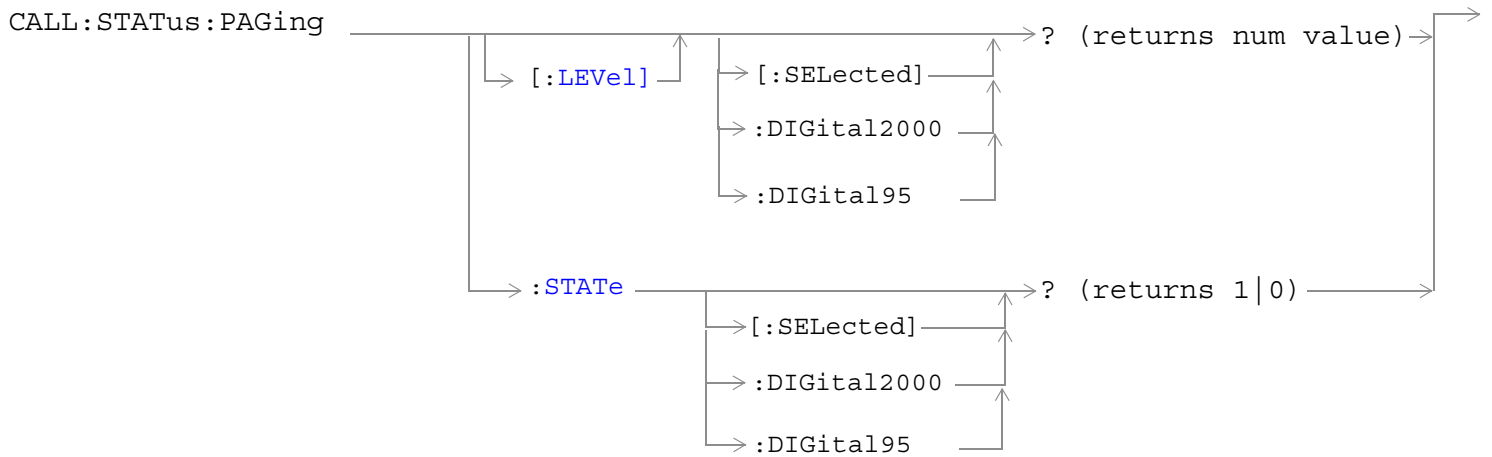 CALL:STATus:PAGing
? (returns num value)
[:LEVel]
[:SELected]
:DIGital2000
:DIGital95
:STATe
? (returns 1|0)
[:SELected]
:DIGital2000
:DIGital95